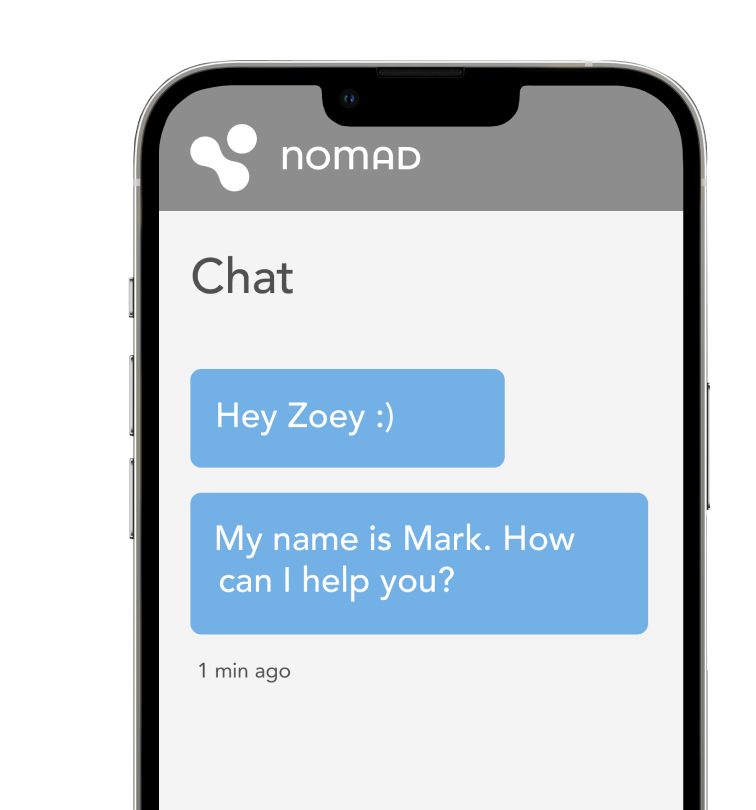 nomad
Chat
Hey Zoey :)
My name is Mark. How
can I help you?
1 min ago